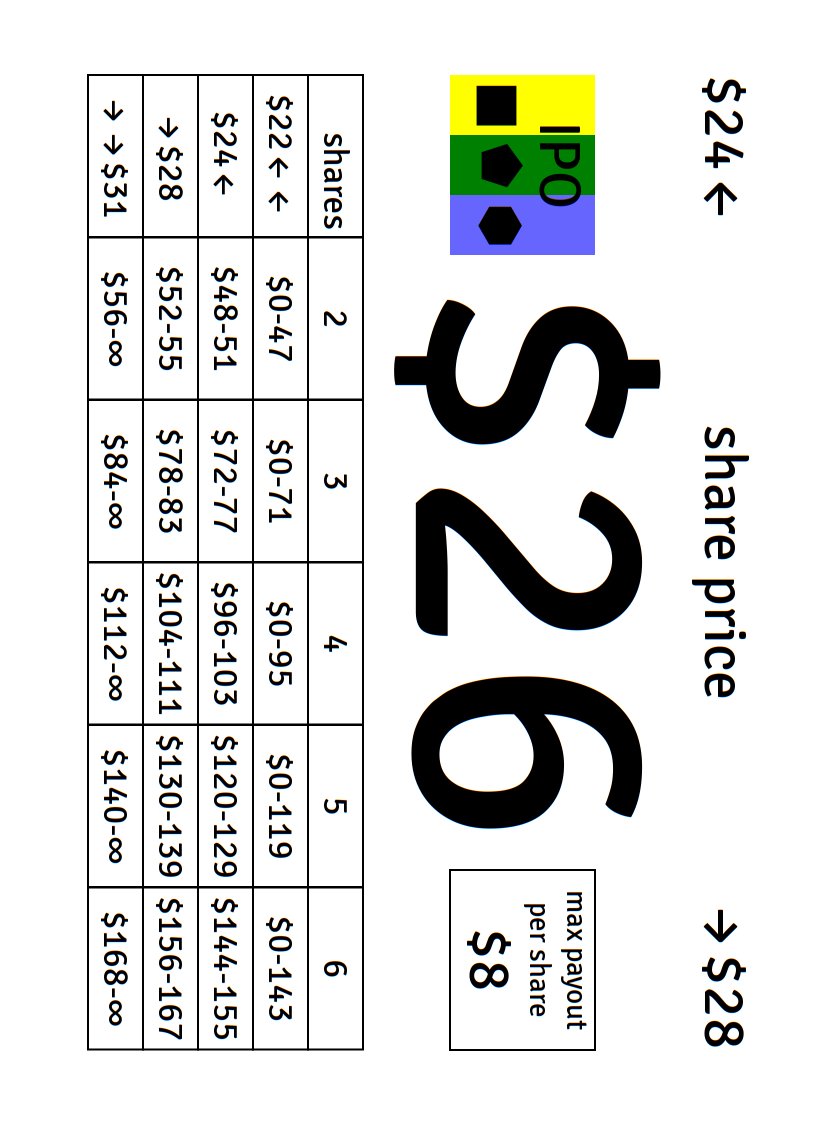 $24 ← share price → $28
IPO
$26
max payout
per share
$8
shares 2 3 4 5 6
$22 ← ← $0-47 $0-71 $0-95 $0-119 $0-143
$24 ← $48-51 $72-77 $96-103 $120-129 $144-155
→ $28 $52-55 $78-83 $104-111 $130-139 $156-167
→ → $31 $56-∞ $84-∞ $112-∞ $140-∞ $168-∞